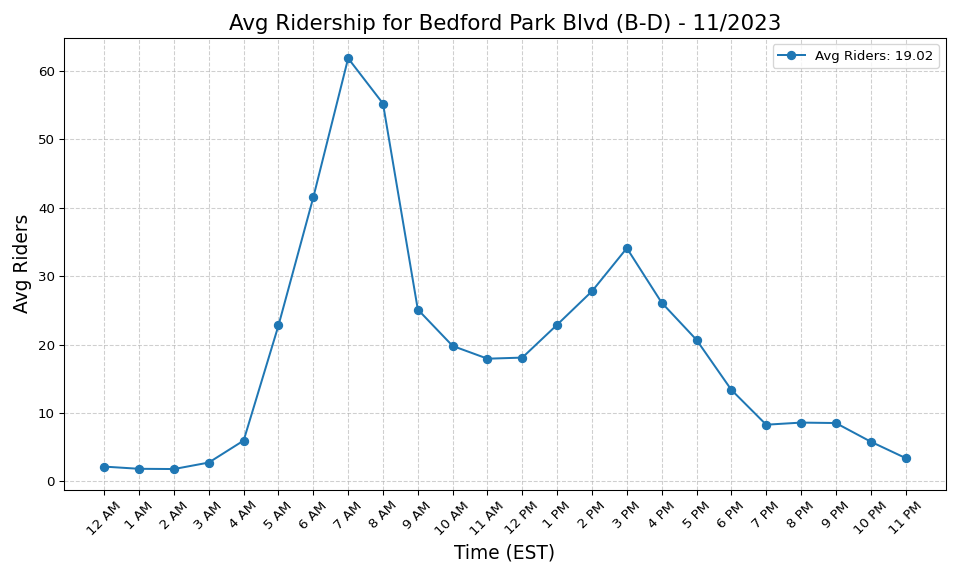 Avg Ridership for Bedford Park Blvd (B-D) - 11/2023
Avg Riders: 19.02
Avg Riders
60
50
40
30
20
10
0
12 AM
1 AM
2 AM
3 AM
4 AM
5 AM
6 AM
7 AM
8 AM
9 AM
10 AM
11 AM
12 PM
1 PM
2 PM
3 PM
4 PM
5 PM
6 PM
7 PM
8 PM
9 PM
10 PM
11 PM
Time (EST)